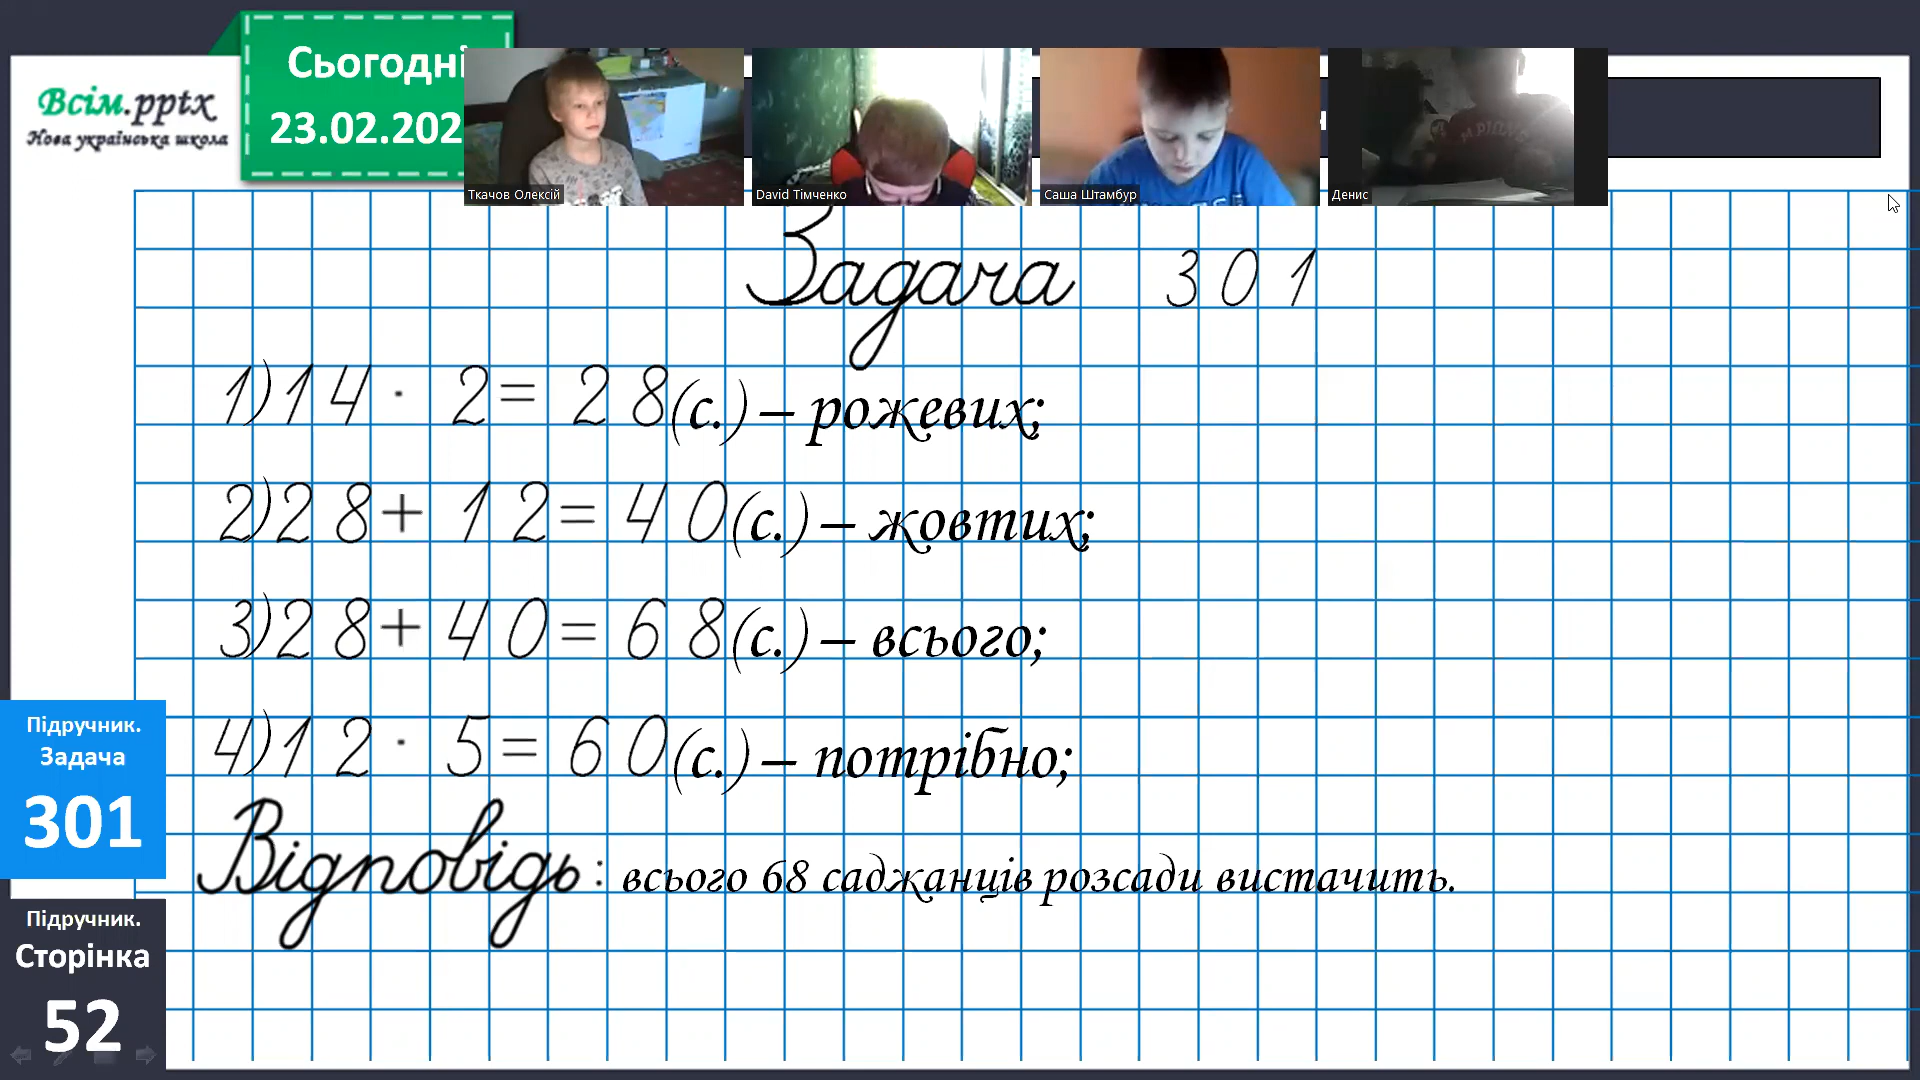 Сьогодні
23.02.202
Всім.pptx
Нова українська школа
Ткачов Олексій
David Тімченко
Саша Штамбур
Денис
Задача 301
1) 14 · 2 = 28 (с.) – рожевих;
2) 28 + 12 = 40 (с.) – жовтих;
3) 28 + 40 = 68 (с.) – всього;
4) 12 · 5 = 60 (с.) – потрібно;
Відповідь: всього 68 саджанців розсади вистачить.
Підручник.
Задача
301
Підручник.
Сторінка
52